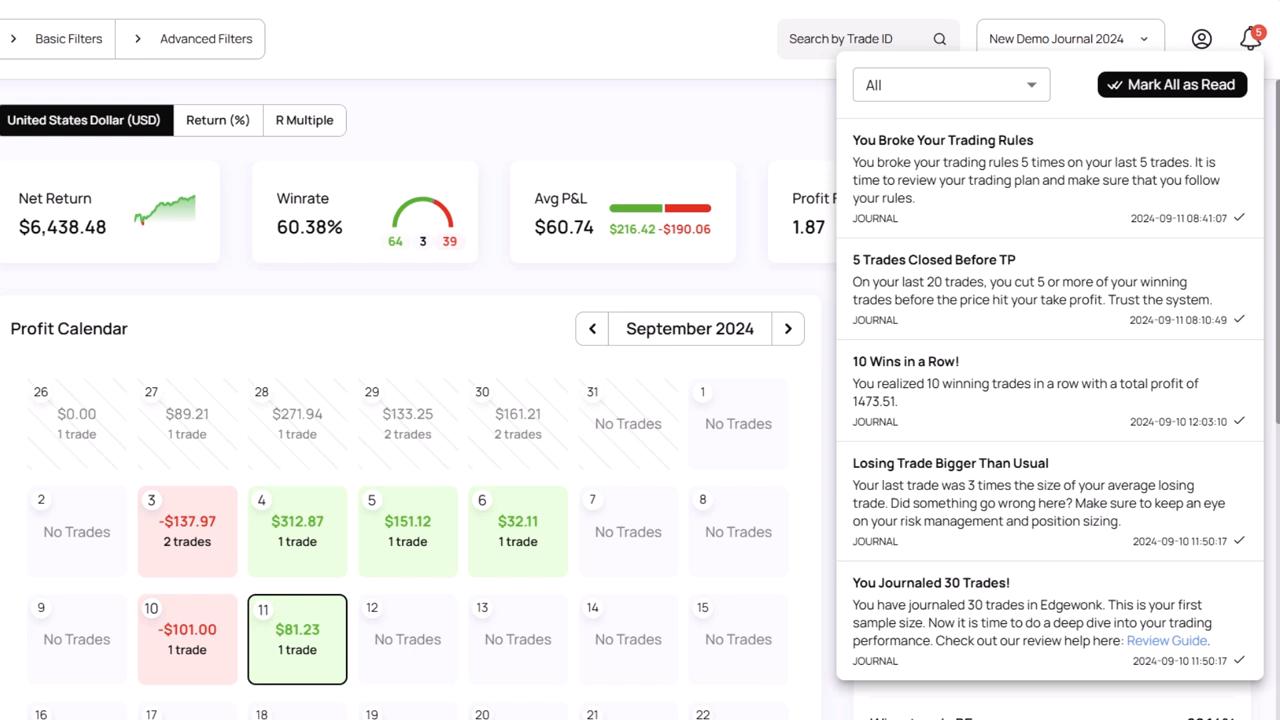 Basic Filters
Advanced Filters
Search by Trade ID
New Demo Journal 2024
5
United States Dollar (USD)
Return (%)
R Multiple
Net Return
$6,438.48
Winrate
60.38%
64
3
39
Avg P&L
$60.74
$216.42
-$190.06
Profit
1.87
Profit Calendar
September 2024
26
$0.00
1 trade
27
$89.21
1 trade
28
$271.94
1 trade
29
$133.25
2 trades
30
$161.21
2 trades
31
No Trades
1
No Trades
2
No Trades
3
-$137.97
2 trades
4
$312.87
1 trade
5
$151.12
1 trade
6
$32.11
1 trade
7
No Trades
8
No Trades
9
No Trades
10
-$101.00
1 trade
11
$81.23
1 trade
12
No Trades
13
No Trades
14
No Trades
15
No Trades
16
17
18
19
20
21
22
All
Mark All as Read
You Broke Your Trading Rules
You broke your trading rules 5 times on your last 5 trades. It is
time to review your trading plan and make sure that you follow
your rules.
JOURNAL
2024-09-11 08:41:07
5 Trades Closed Before TP
On your last 20 trades, you cut 5 or more of your winning
trades before the price hit your take profit. Trust the system.
JOURNAL
2024-09-11 08:10:49
10 Wins in a Row!
You realized 10 winning trades in a row with a total profit of
1473.51.
JOURNAL
2024-09-10 12:03:10
Losing Trade Bigger Than Usual
Your last trade was 3 times the size of your average losing
trade. Did something go wrong here? Make sure to keep an eye
on your risk management and position sizing.
JOURNAL
2024-09-10 11:50:17
You Journaled 30 Trades!
You have journaled 30 trades in Edgewonk. This is your first
sample size. Now it is time to do a deep dive into your trading
performance. Check out our review help here: Review Guide.
JOURNAL
2024-09-10 11:50:17